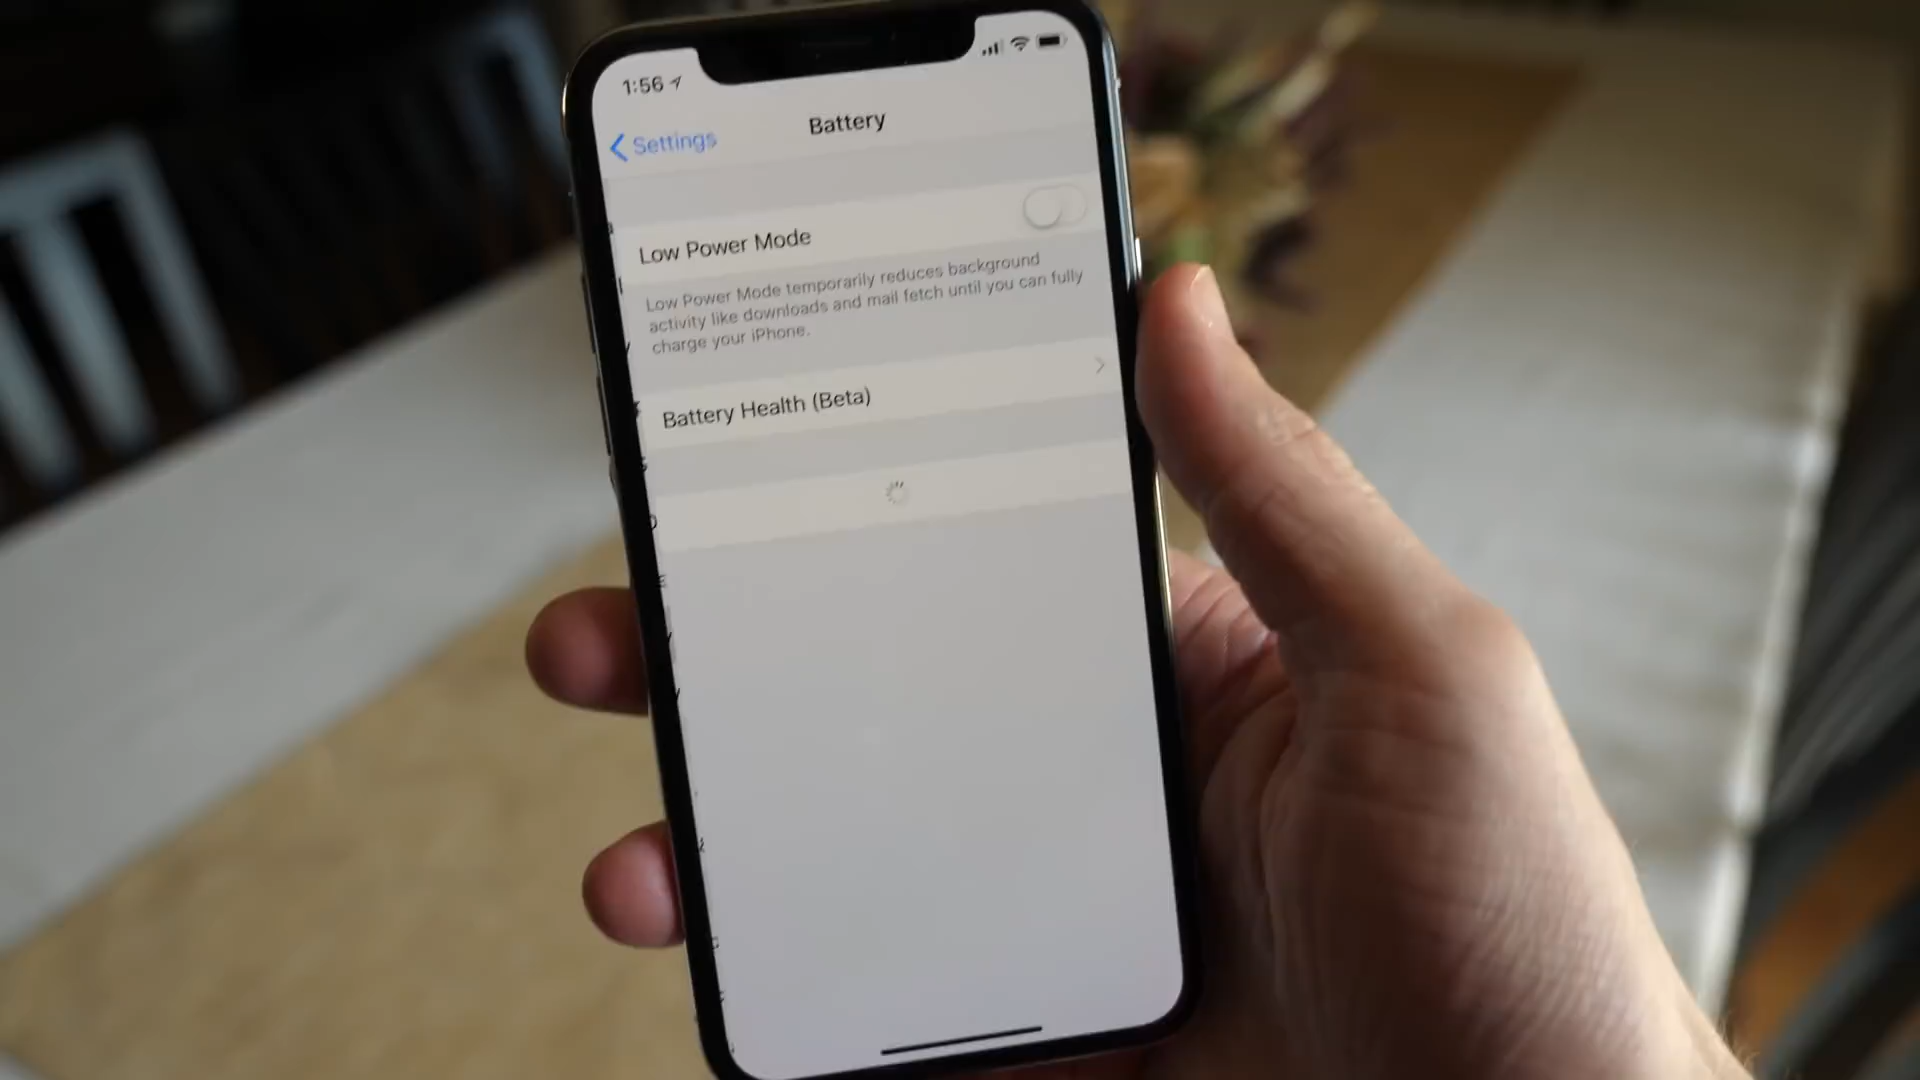 1:56
Settings
Battery
Low Power Mode
Low Power Mode temporarily reduces background
activity like downloads and mail fetch until you can fully
charge your iPhone.
Battery Health (Beta)